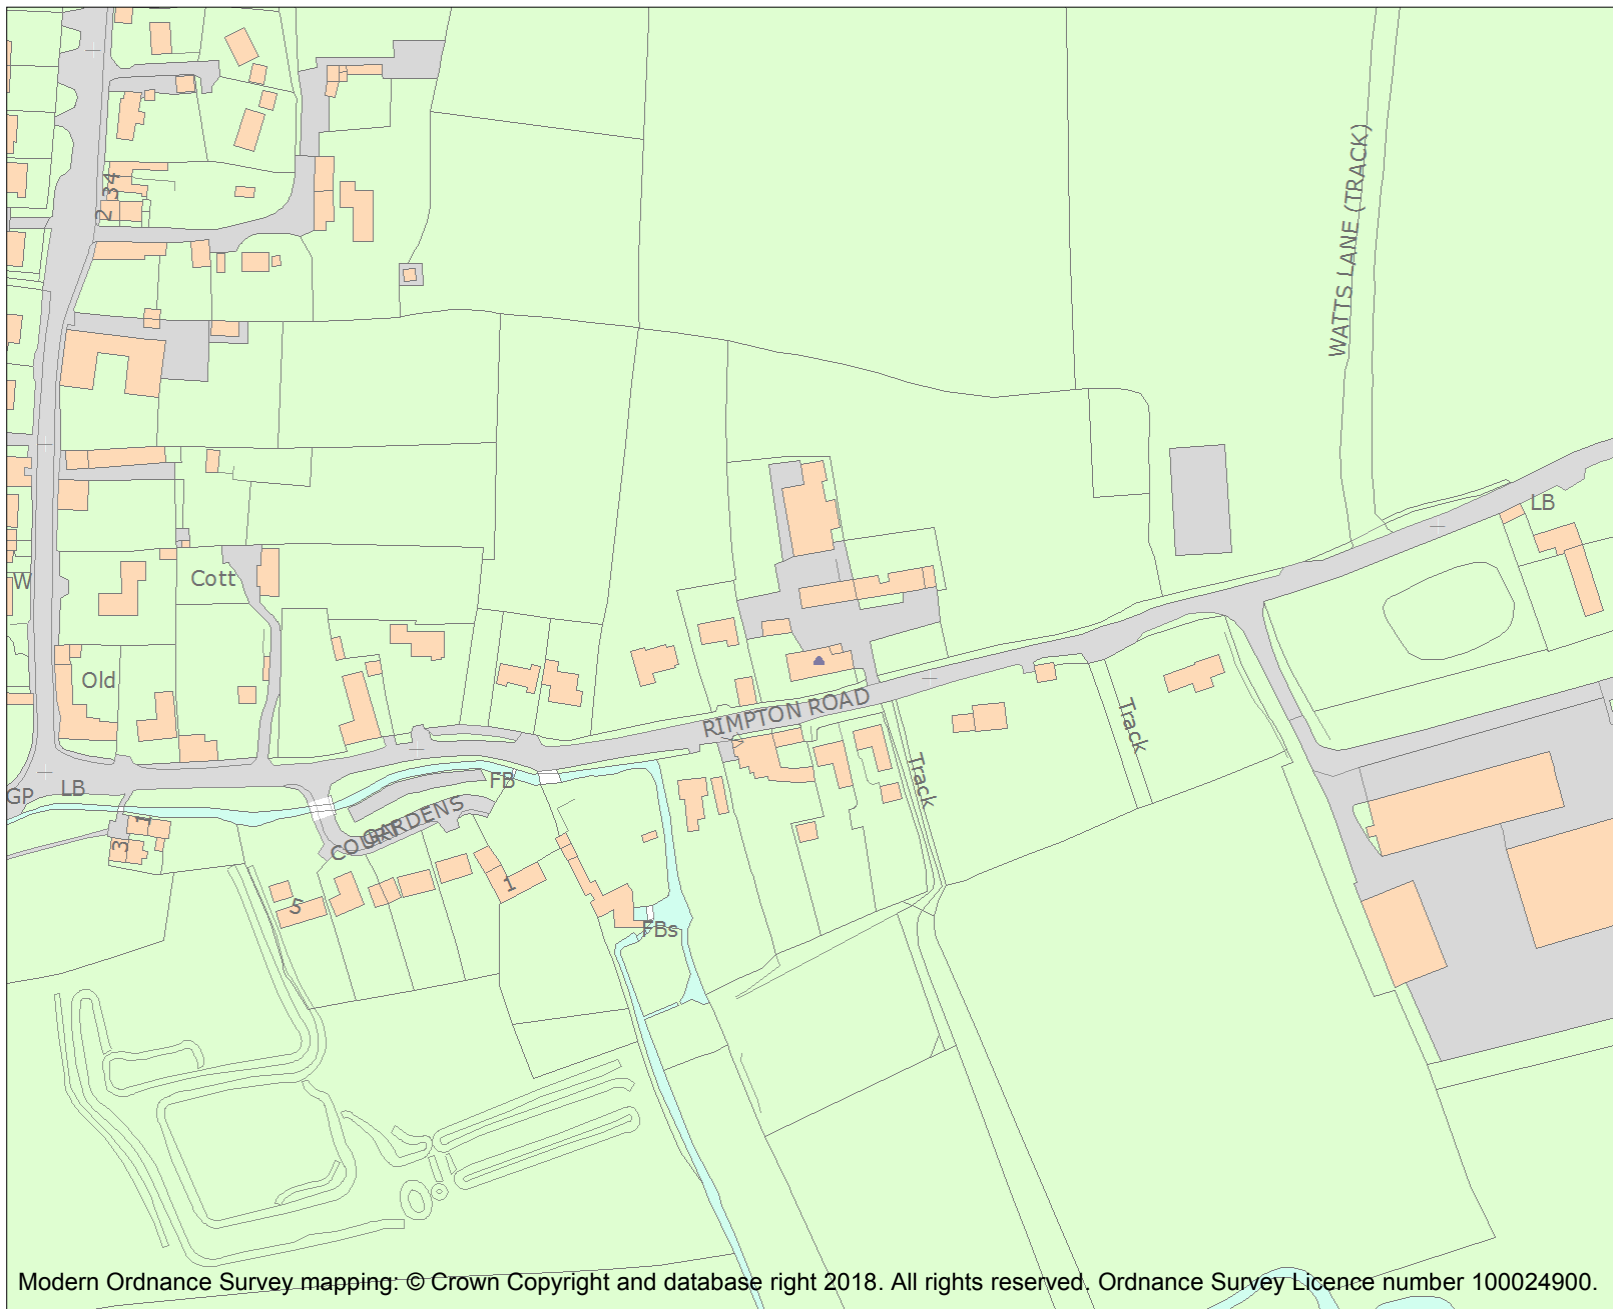 34
2
WATTS LANE (TRACK)
LB
W
Cott
Old
RIMPTON ROAD
Track
Track
GP
LB
FB
1
3
COURT GARDENS
5
1
FBs
Modern Ordnance Survey mapping: © Crown Copyright and database right 2018. All rights reserved. Ordnance Survey Licence number 100024900.